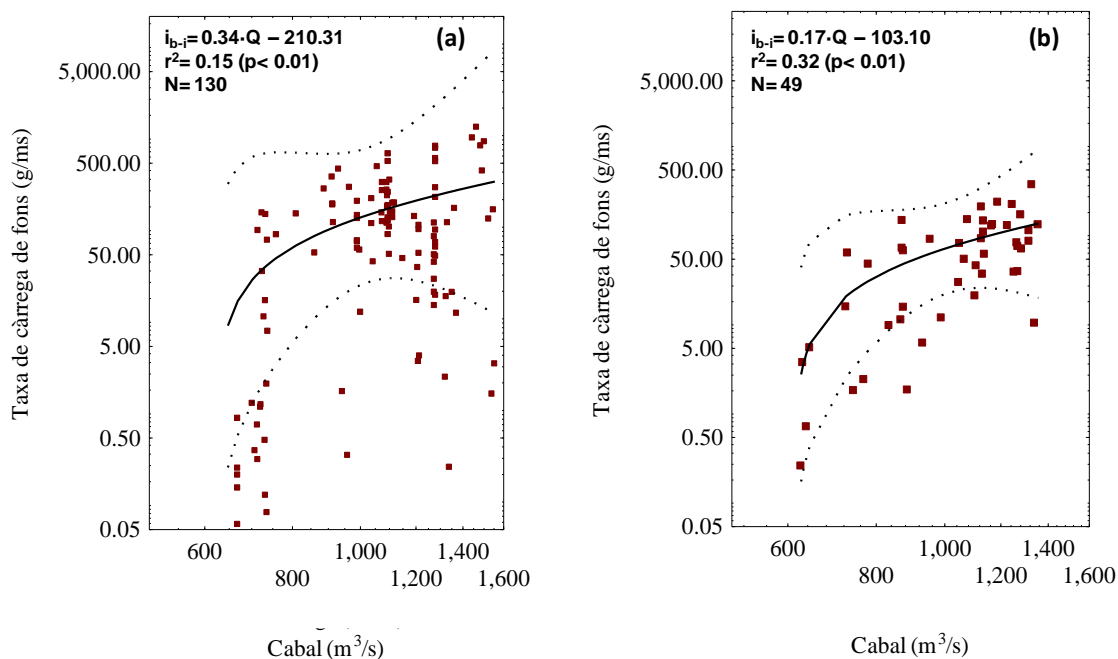 i_b-i = 0.34·Q − 210.31
r² = 0.15 (p< 0.01)
N= 130
(a)
5,000.00
500.00
50.00
5.00
0.50
0.05
Taxa de càrrega de fons (g/ms)
600
800
1,000
1,200
1,400
1,600
Cabal (m³/s)
i_b-i = 0.17·Q − 103.10
r² = 0.32 (p< 0.01)
N= 49
(b)
5,000.00
500.00
50.00
5.00
0.50
0.05
Taxa de càrrega de fons (g/ms)
600
800
1,000
1,200
1,400
1,600
Cabal (m³/s)